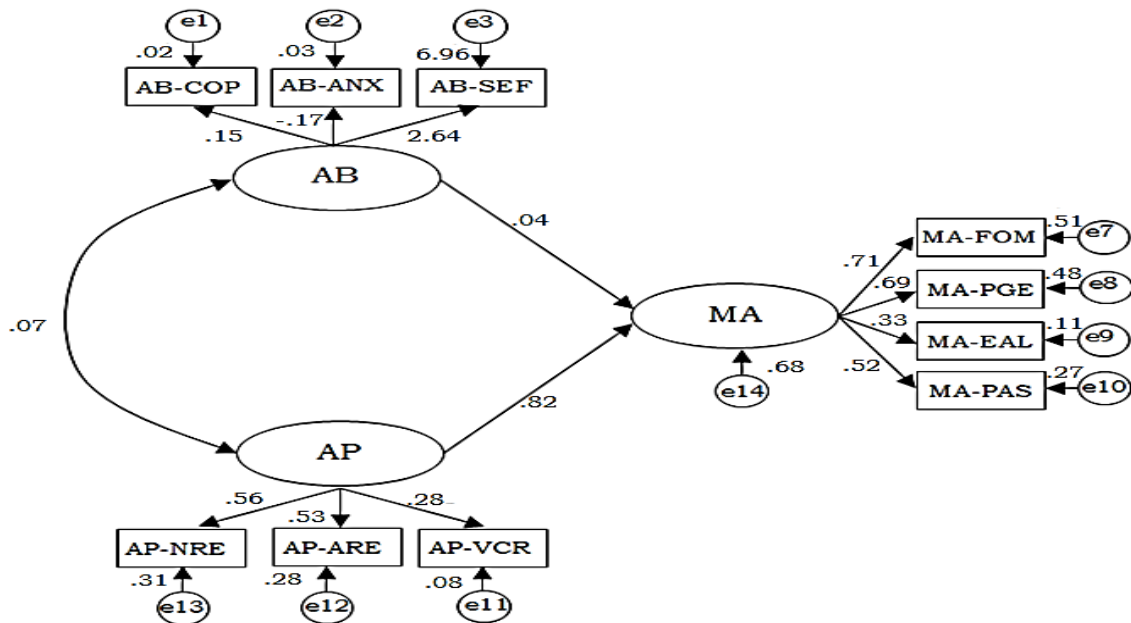 e1 e2 e3
.02 .03 6.96
AB-COP AB-ANX AB-SEF
.15 -.17 2.64
AB
.04
.07
MA-FOM .51 e7
.71
MA-PGE .48 e8
.69
MA
MA-EAL .11 e9
.33
MA-PAS .27 e10
.52
.68
e14
.82
AP
.56 .53 .28
AP-NRE AP-ARE AP-VCR
.31 .28 .08
e13 e12 e11